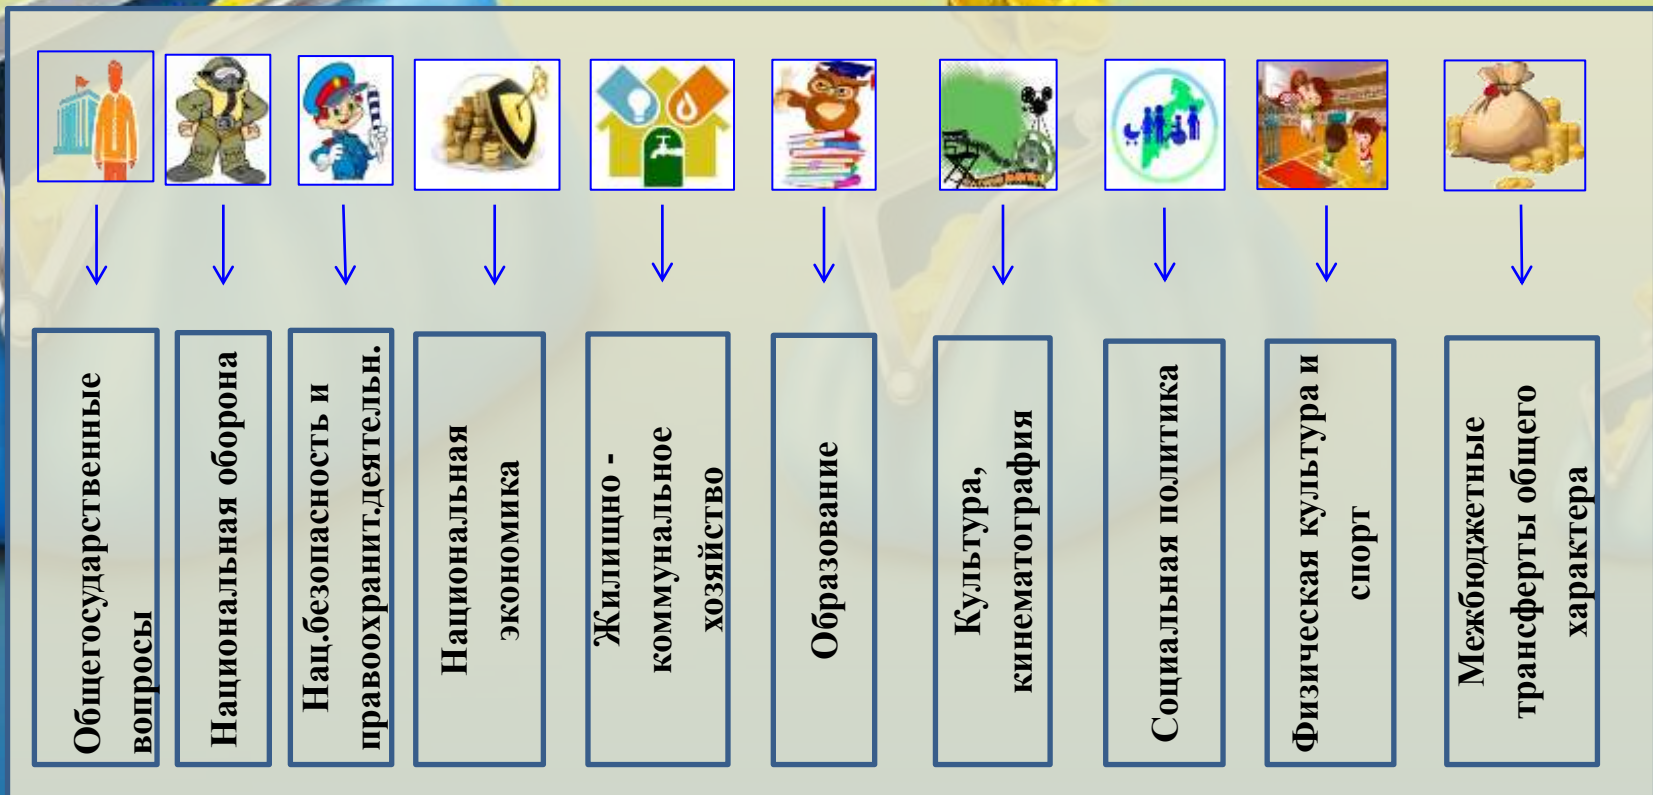 Общегосударственные
вопросы
Национальная оборона
Нац.безопасность и
правоохранит.деятельн.
Национальная
экономика
Жилищно -
коммунальное
хозяйство
Образование
Культура,
кинематография
Социальная политика
Физическая культура и
спорт
Межбюджетные
трансферты общего
характера